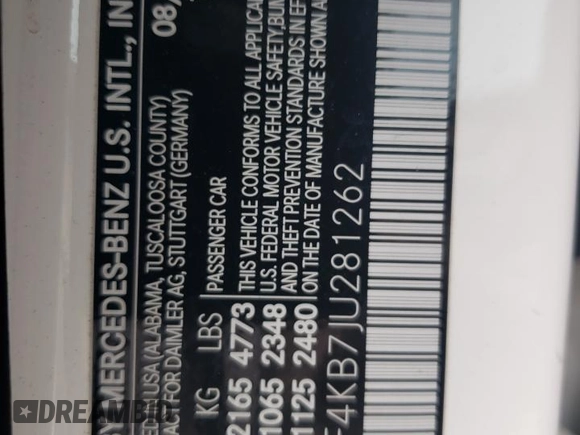 Y MERCEDES-BENZ U.S. INTL., IN
08/
USA (ALABAMA, TUSCALOOSA COUNTY)
FOR DAIMLER AG, STUTTGART (GERMANY)
KG LBS PASSENGER CAR
2165 4773 THIS VEHICLE CONFORMS TO ALL APPLICA
1065 2348 U.S. FEDERAL MOTOR VEHICLE SAFETY BUM
1125 2480 AND THEFT PREVENTION STANDARDS IN EF
ON THE DATE OF MANUFACTURE SHOWN A
4KB7JU281262
DIDIAUTO